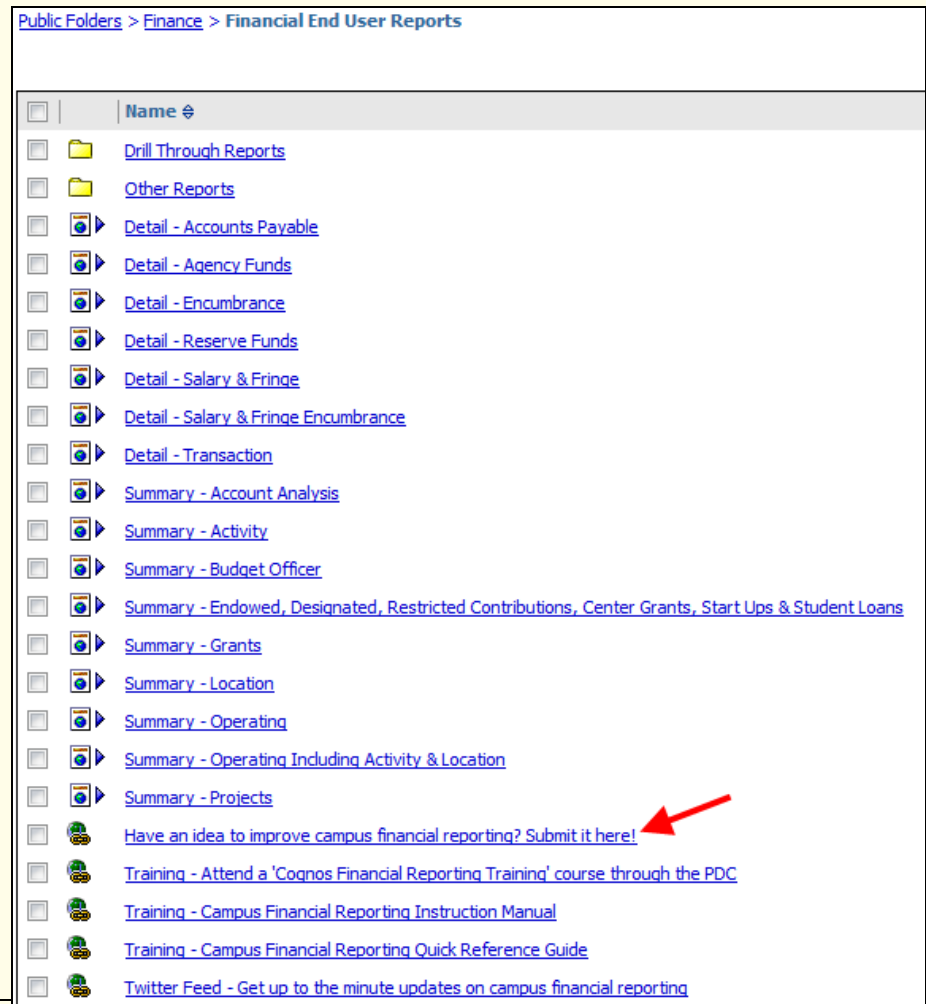 Public Folders > Finance > Financial End User Reports
Name
Drill Through Reports
Other Reports
Detail - Accounts Payable
Detail - Agency Funds
Detail - Encumbrance
Detail - Reserve Funds
Detail - Salary & Fringe
Detail - Salary & Fringe Encumbrance
Detail - Transaction
Summary - Account Analysis
Summary - Activity
Summary - Budget Officer
Summary - Endowed, Designated, Restricted Contributions, Center Grants, Start Ups & Student Loans
Summary - Grants
Summary - Location
Summary - Operating
Summary - Operating Including Activity & Location
Summary - Projects
Have an idea to improve campus financial reporting? Submit it here!
Training - Attend a 'Cognos Financial Reporting Training' course through the PDC
Training - Campus Financial Reporting Instruction Manual
Training - Campus Financial Reporting Quick Reference Guide
Twitter Feed - Get up to the minute updates on campus financial reporting